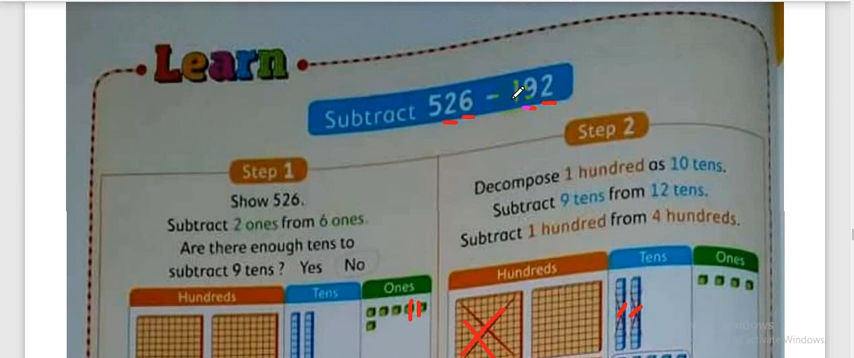 Learn
Subtract 526 - 192
Step 1
Show 526.
Subtract 2 ones from 6 ones.
Are there enough tens to
subtract 9 tens ? Yes No
Hundreds Tens Ones
Step 2
Decompose 1 hundred as 10 tens.
Subtract 9 tens from 12 tens.
Subtract 1 hundred from 4 hundreds.
Hundreds Tens Ones